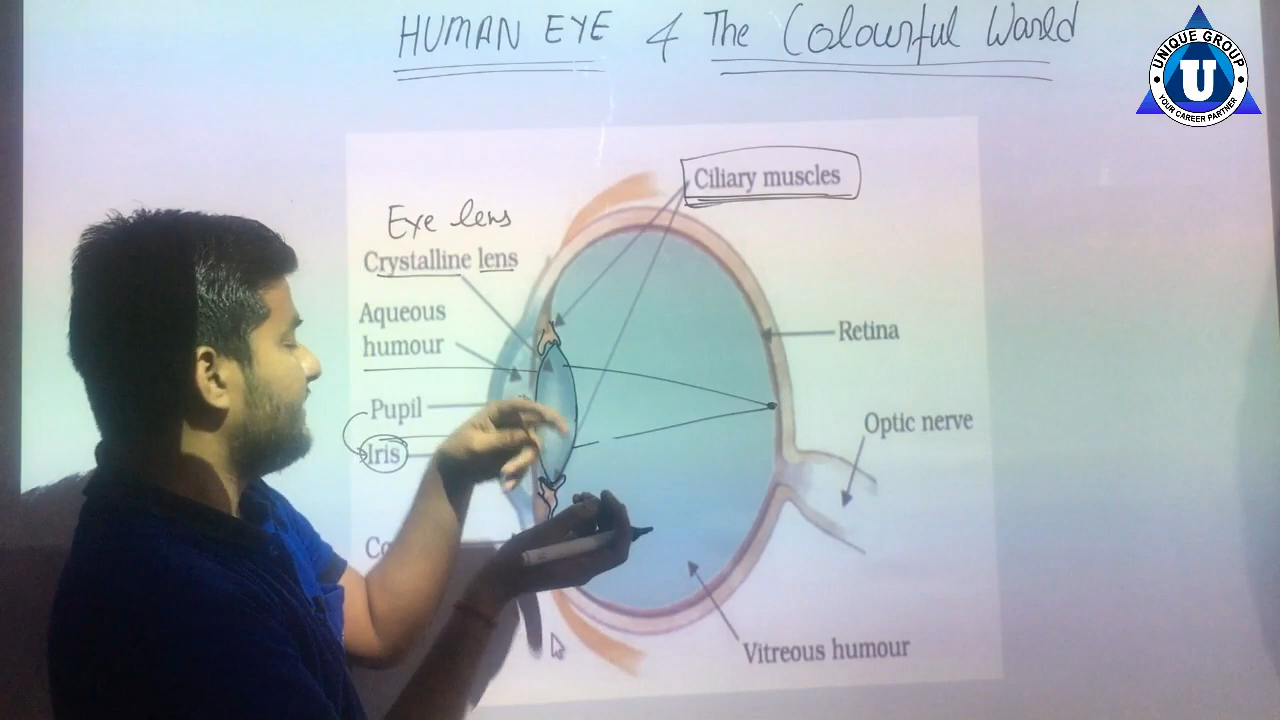 HUMAN EYE & The Colourful World
UNIQUE GROUP
U
YOUR CAREER PARTNER
Ciliary muscles
Eye lens
Crystalline lens
Aqueous
humour
Retina
Pupil
Optic nerve
Iris
Vitreous humour